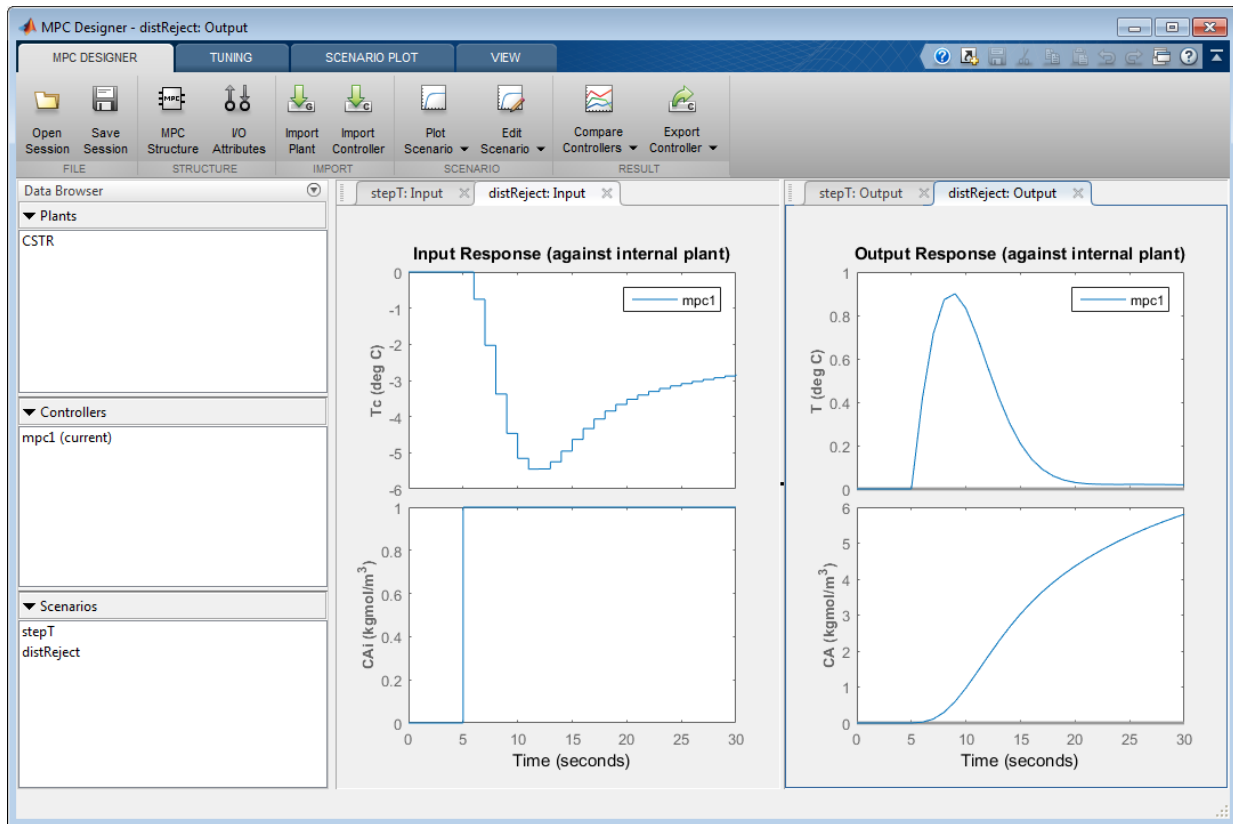 MPC Designer - distReject: Output
MPC DESIGNER TUNING SCENARIO PLOT VIEW
Open Session
Save Session
MPC Structure
I/O Attributes
Import Plant
Import Controller
Plot Scenario
Edit Scenario
Compare Controllers
Export Controller
FILE STRUCTURE IMPORT SCENARIO RESULT
Data Browser
Plants
CSTR
Controllers
mpc1 (current)
Scenarios
stepT
distReject
stepT: Input distReject: Input
Input Response (against internal plant)
mpc1
Tc (deg C)
0
-1
-2
-3
-4
-5
-6
CAi (kgmol/m³)
1
0.8
0.6
0.4
0.2
0
0 5 10 15 20 25 30
Time (seconds)
stepT: Output distReject: Output
Output Response (against internal plant)
mpc1
T (deg C)
1
0.8
0.6
0.4
0.2
0
CA (kgmol/m³)
6
5
4
3
2
1
0
0 5 10 15 20 25 30
Time (seconds)